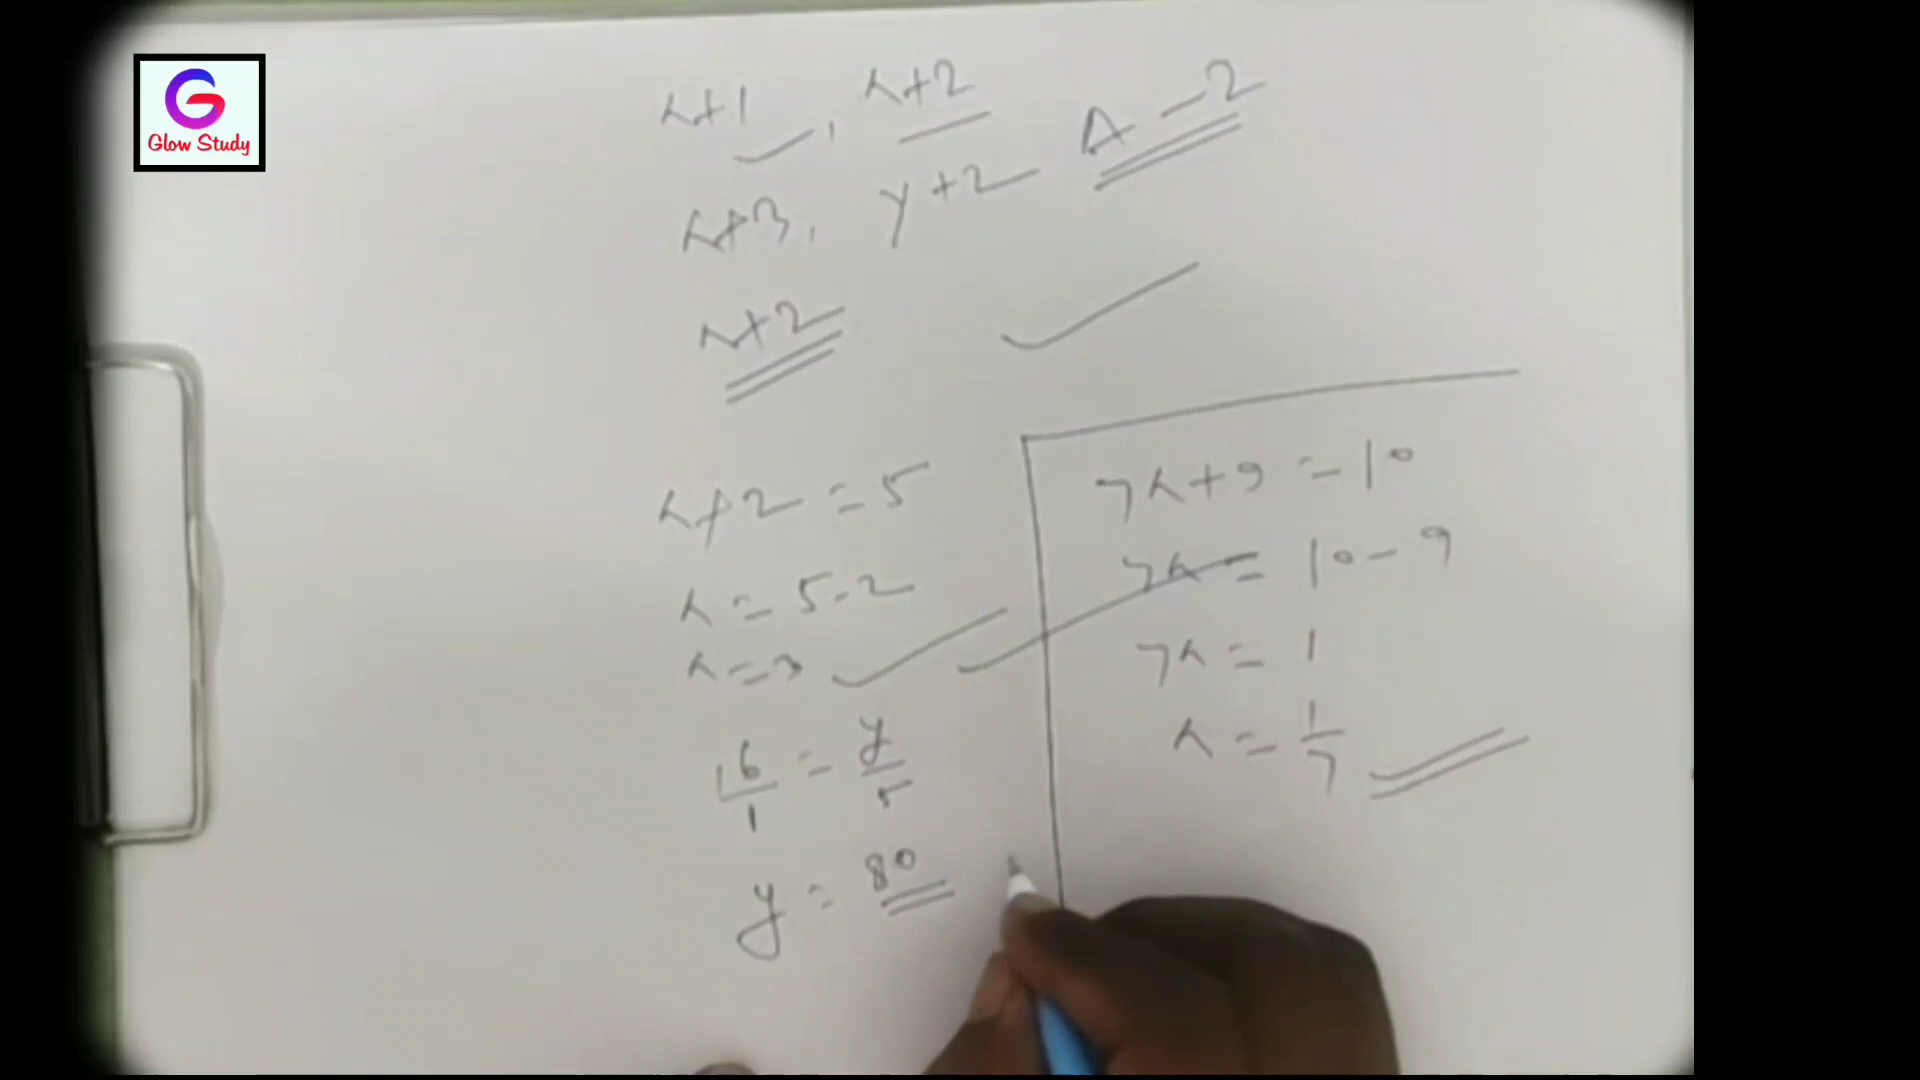 G
Glow Study
x+1, x+2
A-2
x+3, y+2
x+2
x+2=5
x=5-2
x=3
16/1 = y/5
y = 80
7x+9=10
7x=10-9
7x=1
x=1/7